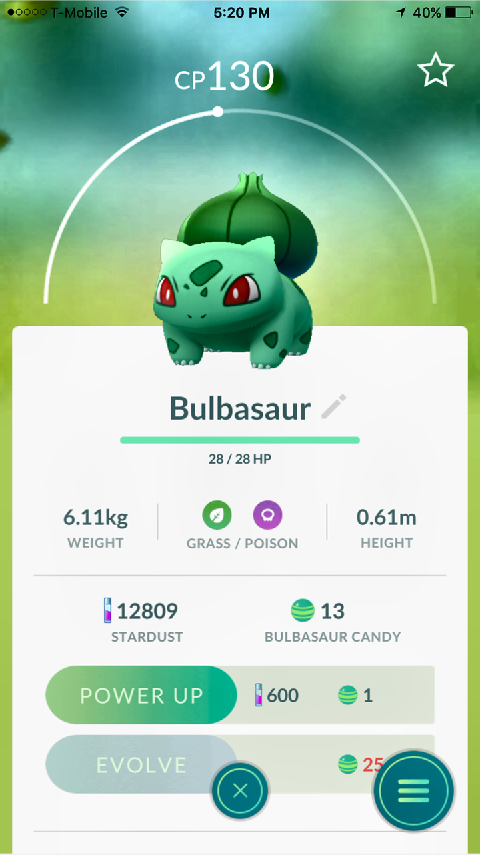 T-Mobile 5:20 PM 40%
CP130
Bulbasaur
28 / 28 HP
6.11kg 0.61m
WEIGHT GRASS / POISON HEIGHT
12809 13
STARDUST BULBASAUR CANDY
POWER UP 600 1
EVOLVE 25